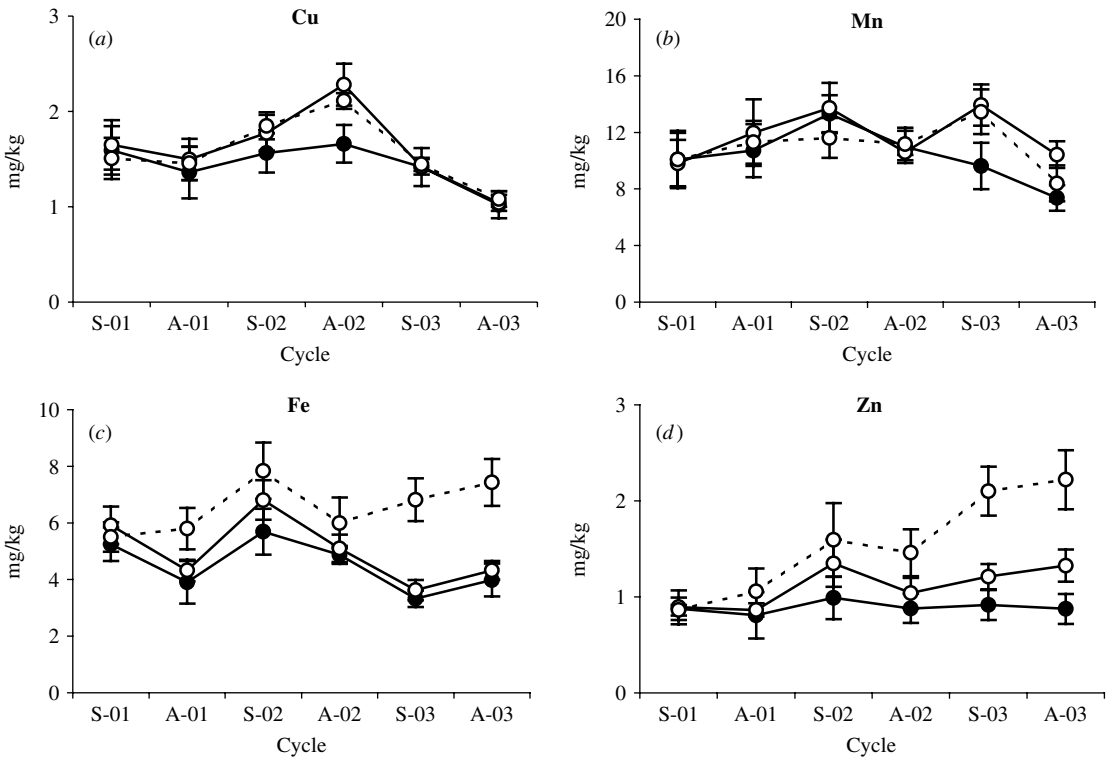 Cu
(a)
3
2
1
0
mg/kg
S-01 A-01 S-02 A-02 S-03 A-03
Cycle
Mn
(b)
20
16
12
8
4
0
mg/kg
S-01 A-01 S-02 A-02 S-03 A-03
Cycle
Fe
(c)
10
8
6
4
2
0
mg/kg
S-01 A-01 S-02 A-02 S-03 A-03
Cycle
Zn
(d)
3
2
1
0
mg/kg
S-01 A-01 S-02 A-02 S-03 A-03
Cycle